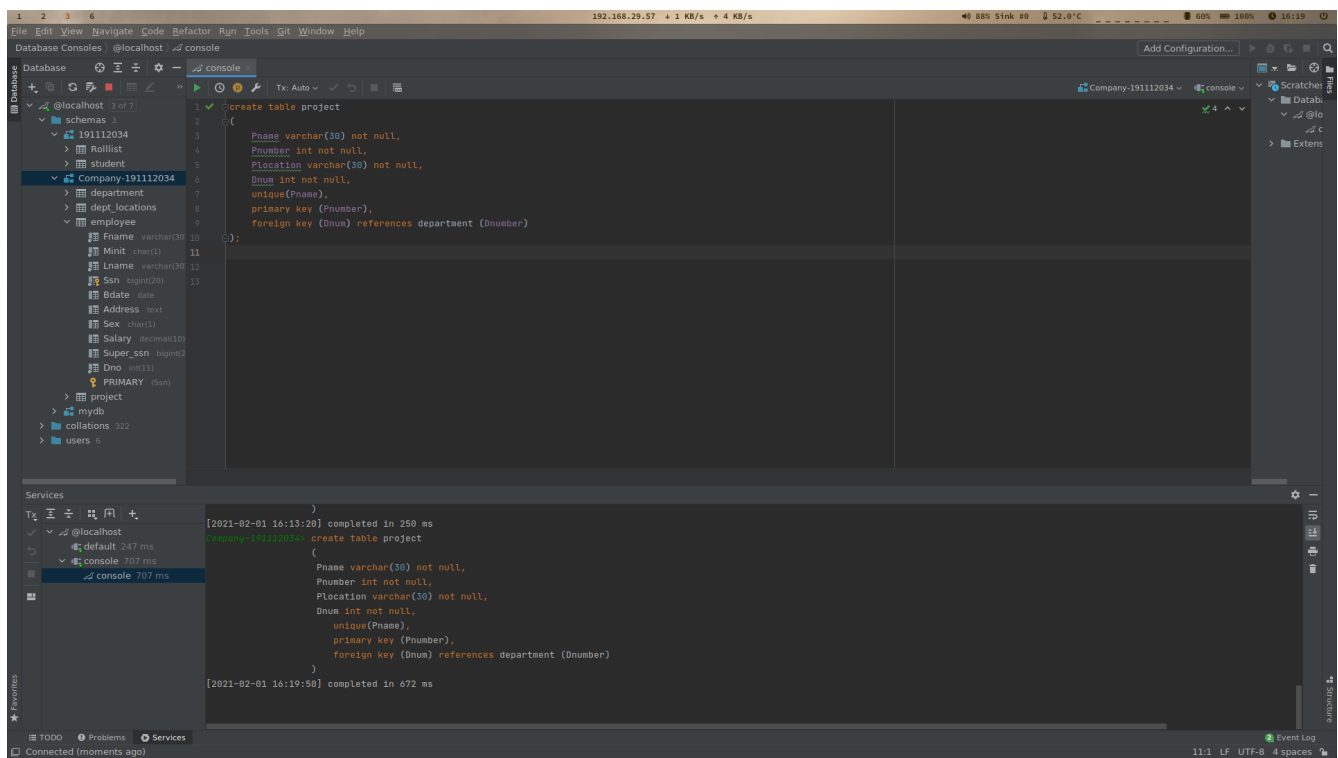 1 2 3 6 192.168.29.57 ↓ 1 KB/s ↑ 4 KB/s 88% Sink #0 52.0°C 60% 100% 16:19
File Edit View Navigate Code Refactor Run Tools Git Window Help
Database Consoles @localhost console Add Configuration...
Database console
Tx: Auto Company-191112034 console
Database
@localhost 3 of 7
schemas 3
191112034
Rolllist
student
Company-191112034
department
dept_locations
employee
Fname varchar(30
Minit char(1)
Lname varchar(30
Ssn bigint(20)
Bdate date
Address text
Sex char(1)
Salary decimal(10)
Super_ssn bigint(2
Dno int(11)
PRIMARY (Ssn)
project
mydb
collations 322
users 6
1 create table project
2 (
3 Pname varchar(30) not null,
4 Pnumber int not null,
5 Plocation varchar(30) not null,
6 Dnum int not null,
7 unique(Pname),
8 primary key (Pnumber),
9 foreign key (Dnum) references department (Dnumber)
10 );
11
12
13
4
Scratches
Datab
@lo
c
Extens
Files
Services
Tx
@localhost
default 247 ms
console 707 ms
console 707 ms
)
[2021-02-01 16:13:20] completed in 250 ms
Company-191112034> create table project
(
Pname varchar(30) not null,
Pnumber int not null,
Plocation varchar(30) not null,
Dnum int not null,
unique(Pname),
primary key (Pnumber),
foreign key (Dnum) references department (Dnumber)
)
[2021-02-01 16:19:50] completed in 672 ms
Favorites
Structure
TODO Problems Services 2 Event Log
Connected (moments ago) 11:1 LF UTF-8 4 spaces